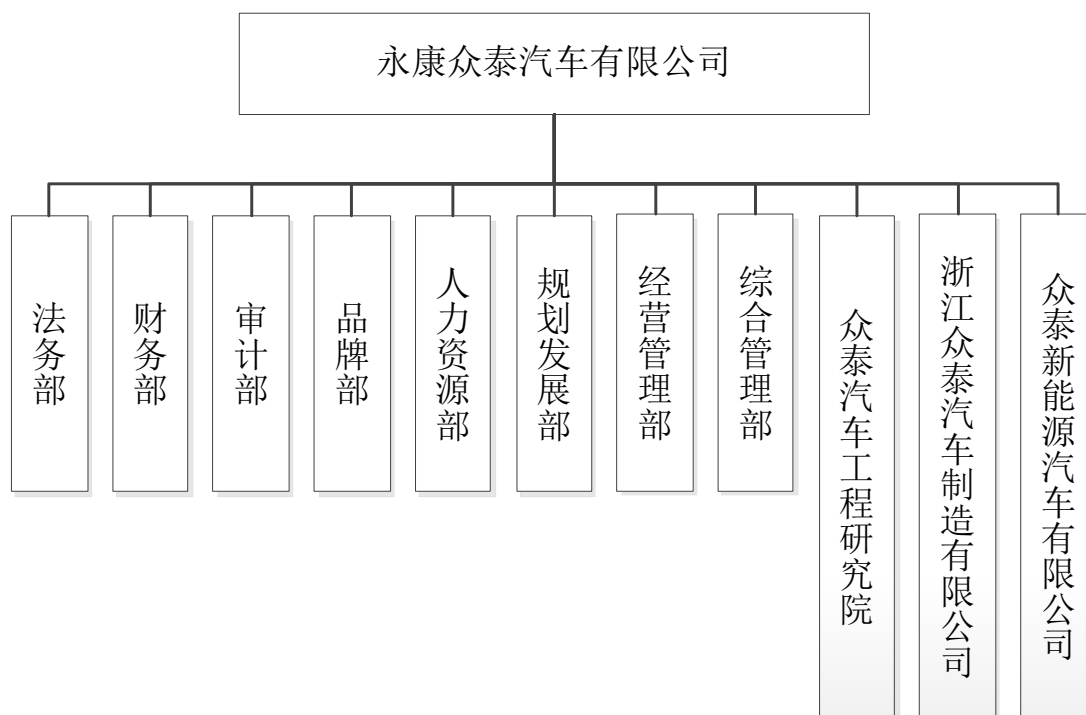 永康众泰汽车有限公司
法务部
财务部
审计部
品牌部
人力资源部
规划发展部
经营管理部
综合管理部
众泰汽车工程研究院
浙江众泰汽车制造有限公司
众泰新能源汽车有限公司